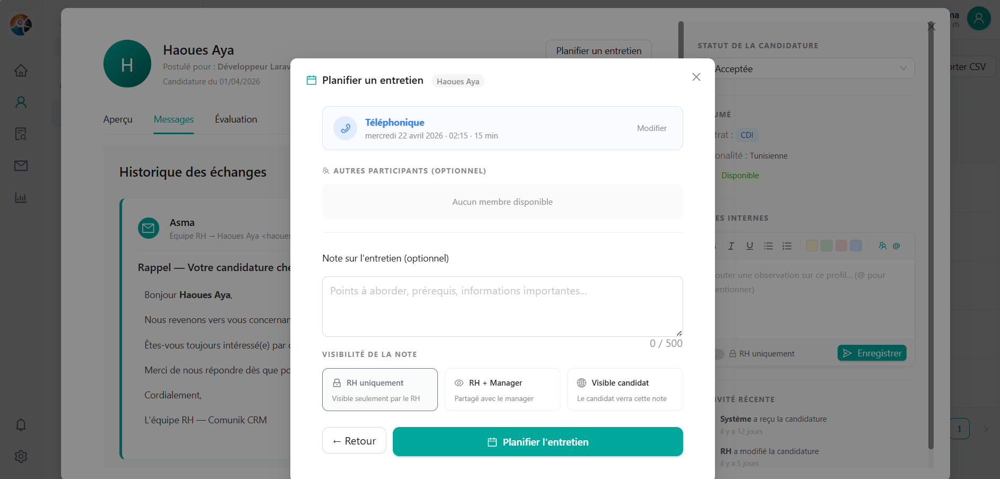 Haoues Aya
Postulé pour : Développeur Larav
Candidature du 01/04/2026
Planifier un entretien
Aperçu
Messages
Évaluation
Historique des échanges
Asma
Équipe RH → Haoues Aya <haoues
Rappel — Votre candidature che
Bonjour Haoues Aya,
Nous revenons vers vous concernan
Êtes-vous toujours intéressé(e) par
Merci de nous répondre dès que po
Cordialement,
L'équipe RH — Comunik CRM
H
Planifier un entretien
Haoues Aya
Téléphonique
mercredi 22 avril 2026 · 02:15 · 15 min
Modifier
AUTRES PARTICIPANTS (OPTIONNEL)
Aucun membre disponible
Note sur l'entretien (optionnel)
Points à aborder, prérequis, informations importantes...
0 / 500
VISIBILITÉ DE LA NOTE
RH uniquement
Visible seulement par le RH
RH + Manager
Partagé avec le manager
Visible candidat
Le candidat verra cette note
← Retour
Planifier l'entretien
STATUT DE LA CANDIDATURE
Acceptée
UMÉ
trat : CDI
onalité : Tunisienne
Disponible
ES INTERNES
outer une observation sur ce profil... (@ pour
entionner)
RH uniquement
Enregistrer
IVITÉ RÉCENTE
Système a reçu la candidature
il y a 12 jours
RH a modifié la candidature
il y a 5 jours
ma
rh
orter CSV
1